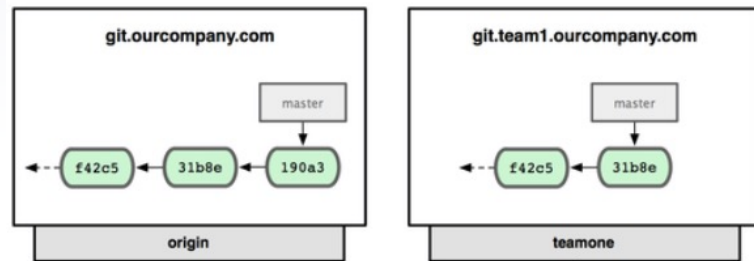 git.ourcompany.com
master
f42c5 31b8e 190a3
origin
git.team1.ourcompany.com
master
f42c5 31b8e
teamone